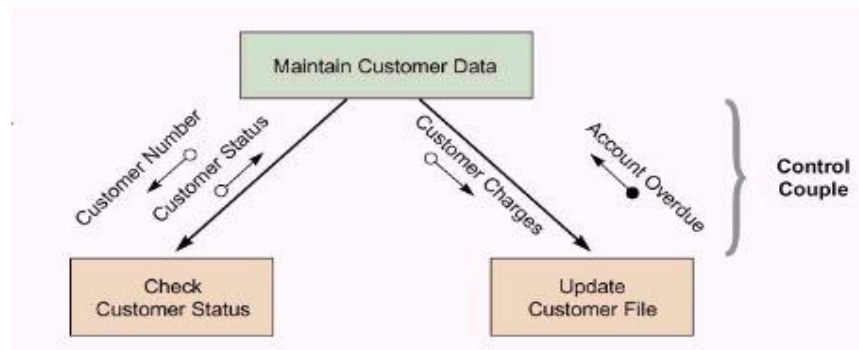 Maintain Customer Data
Customer Number
Customer Status
Customer Charges
Account Overdue
Control
Couple
Check
Customer Status
Update
Customer File